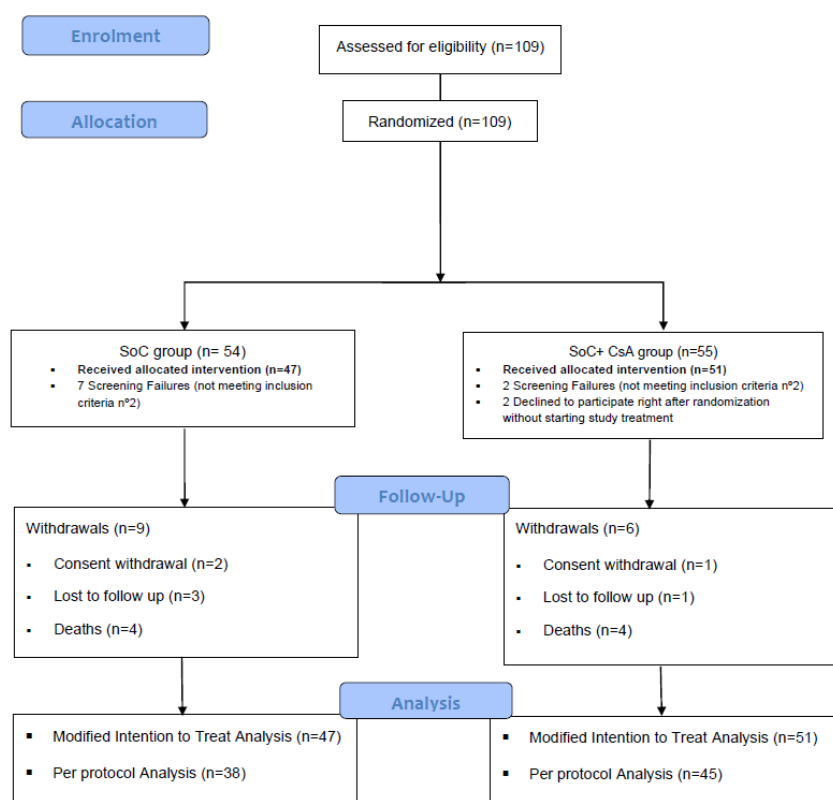 Enrolment
Assessed for eligibility (n=109)
Allocation
Randomized (n=109)
SoC group (n= 54)
▪ Received allocated intervention (n=47)
▪ 7 Screening Failures (not meeting inclusion
criteria nº2)
SoC+ CsA group (n=55)
▪ Received allocated intervention (n=51)
▪ 2 Screening Failures (not meeting inclusion criteria nº2)
▪ 2 Declined to participate right after randomization
without starting study treatment
Follow-Up
Withdrawals (n=9)
▪ Consent withdrawal (n=2)
▪ Lost to follow up (n=3)
▪ Deaths (n=4)
Withdrawals (n=6)
▪ Consent withdrawal (n=1)
▪ Lost to follow up (n=1)
▪ Deaths (n=4)
Analysis
▪ Modified Intention to Treat Analysis (n=47)
▪ Per protocol Analysis (n=38)
▪ Modified Intention to Treat Analysis (n=51)
▪ Per protocol Analysis (n=45)